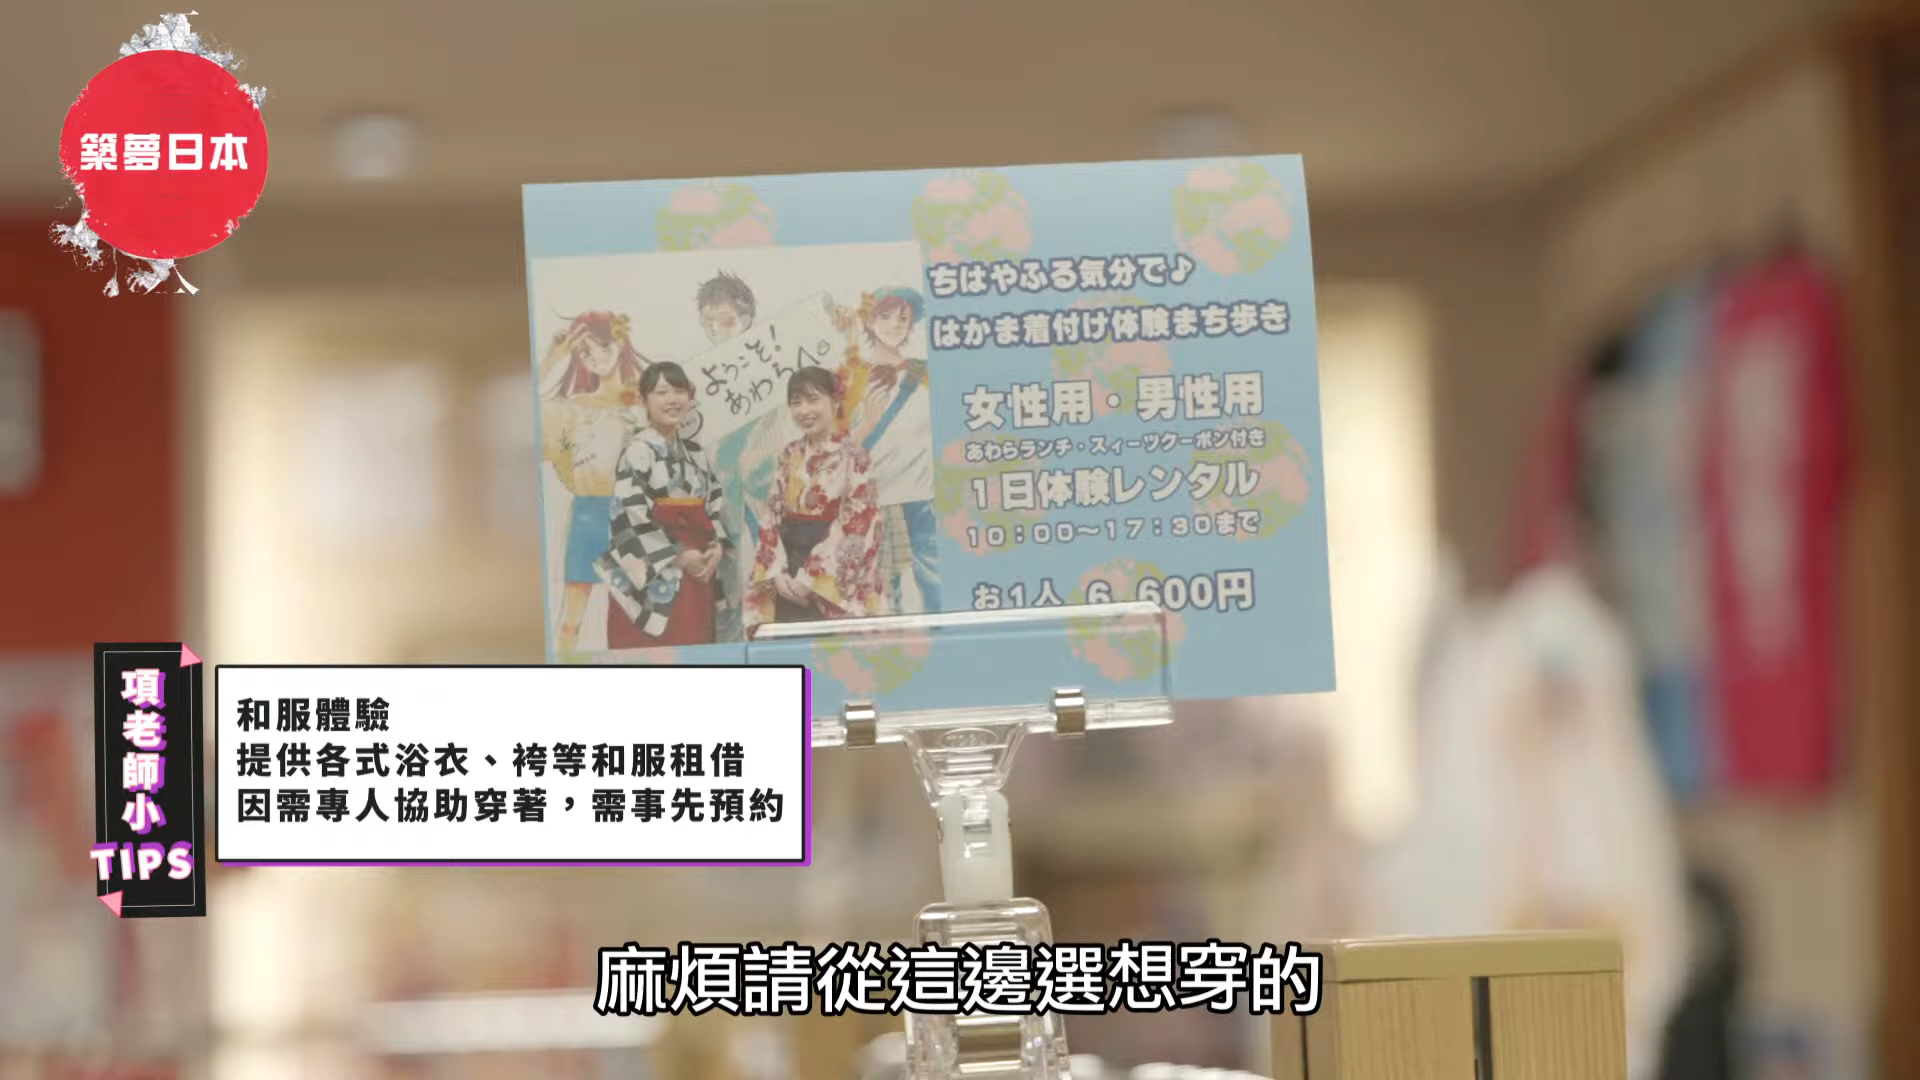 築夢日本
ちはやふる気分で♪
はかま着付け体験まち歩き
ようこそ!
あわらへ
女性用・男性用
あわらランチ・スィーツクーポン付き
1日体験レンタル
10:00〜17:30まで
お1人 6,600円
項老師小
TIPS
和服體驗
提供各式浴衣、袴等和服租借
因需專人協助穿著，需事先預約
麻煩請從這邊選想穿的